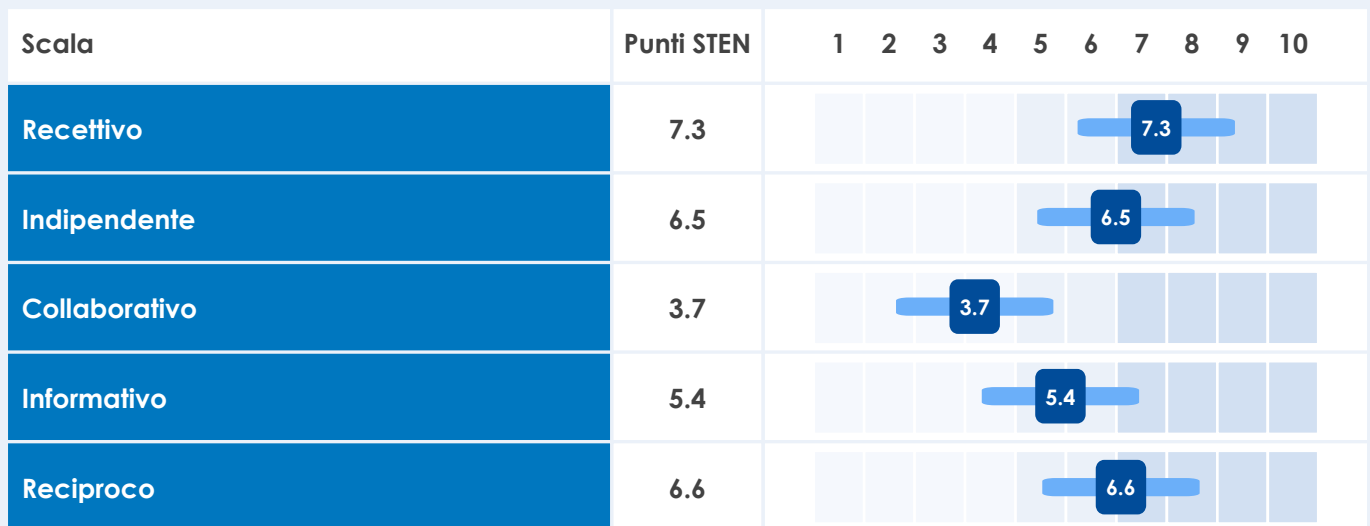 Scala Punti STEN 1 2 3 4 5 6 7 8 9 10
Recettivo 7.3 7.3
Indipendente 6.5 6.5
Collaborativo 3.7 3.7
Informativo 5.4 5.4
Reciproco 6.6 6.6